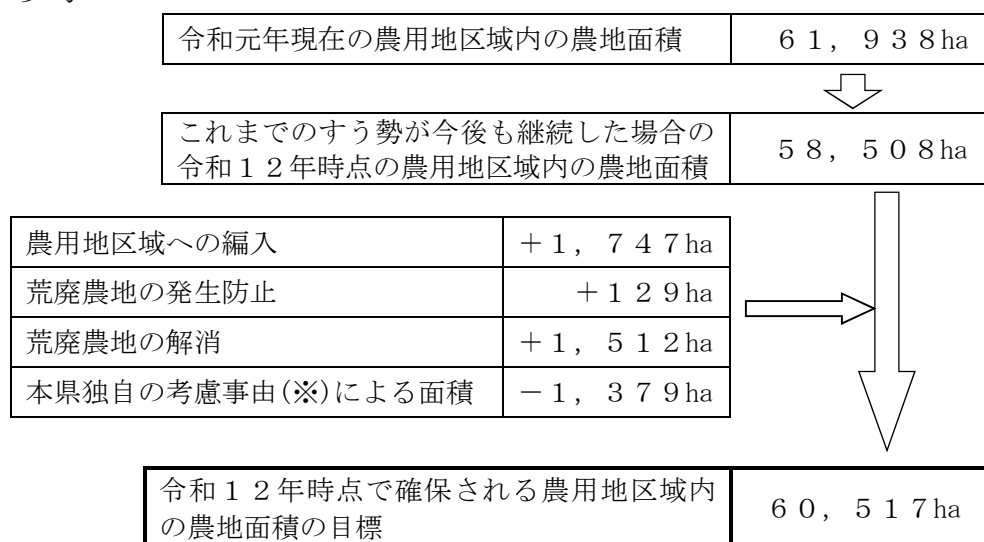 令和元年現在の農用地区域内の農地面積 ６１，９３８ha
これまでのすう勢が今後も継続した場合の
令和１２年時点の農用地区域内の農地面積 ５８，５０８ha
農用地区域への編入 ＋１，７４７ha
荒廃農地の発生防止 ＋１２９ha
荒廃農地の解消 ＋１，５１２ha
本県独自の考慮事由(※)による面積 －１，３７９ha
令和１２年時点で確保される農用地区域内
の農地面積の目標 ６０，５１７ha